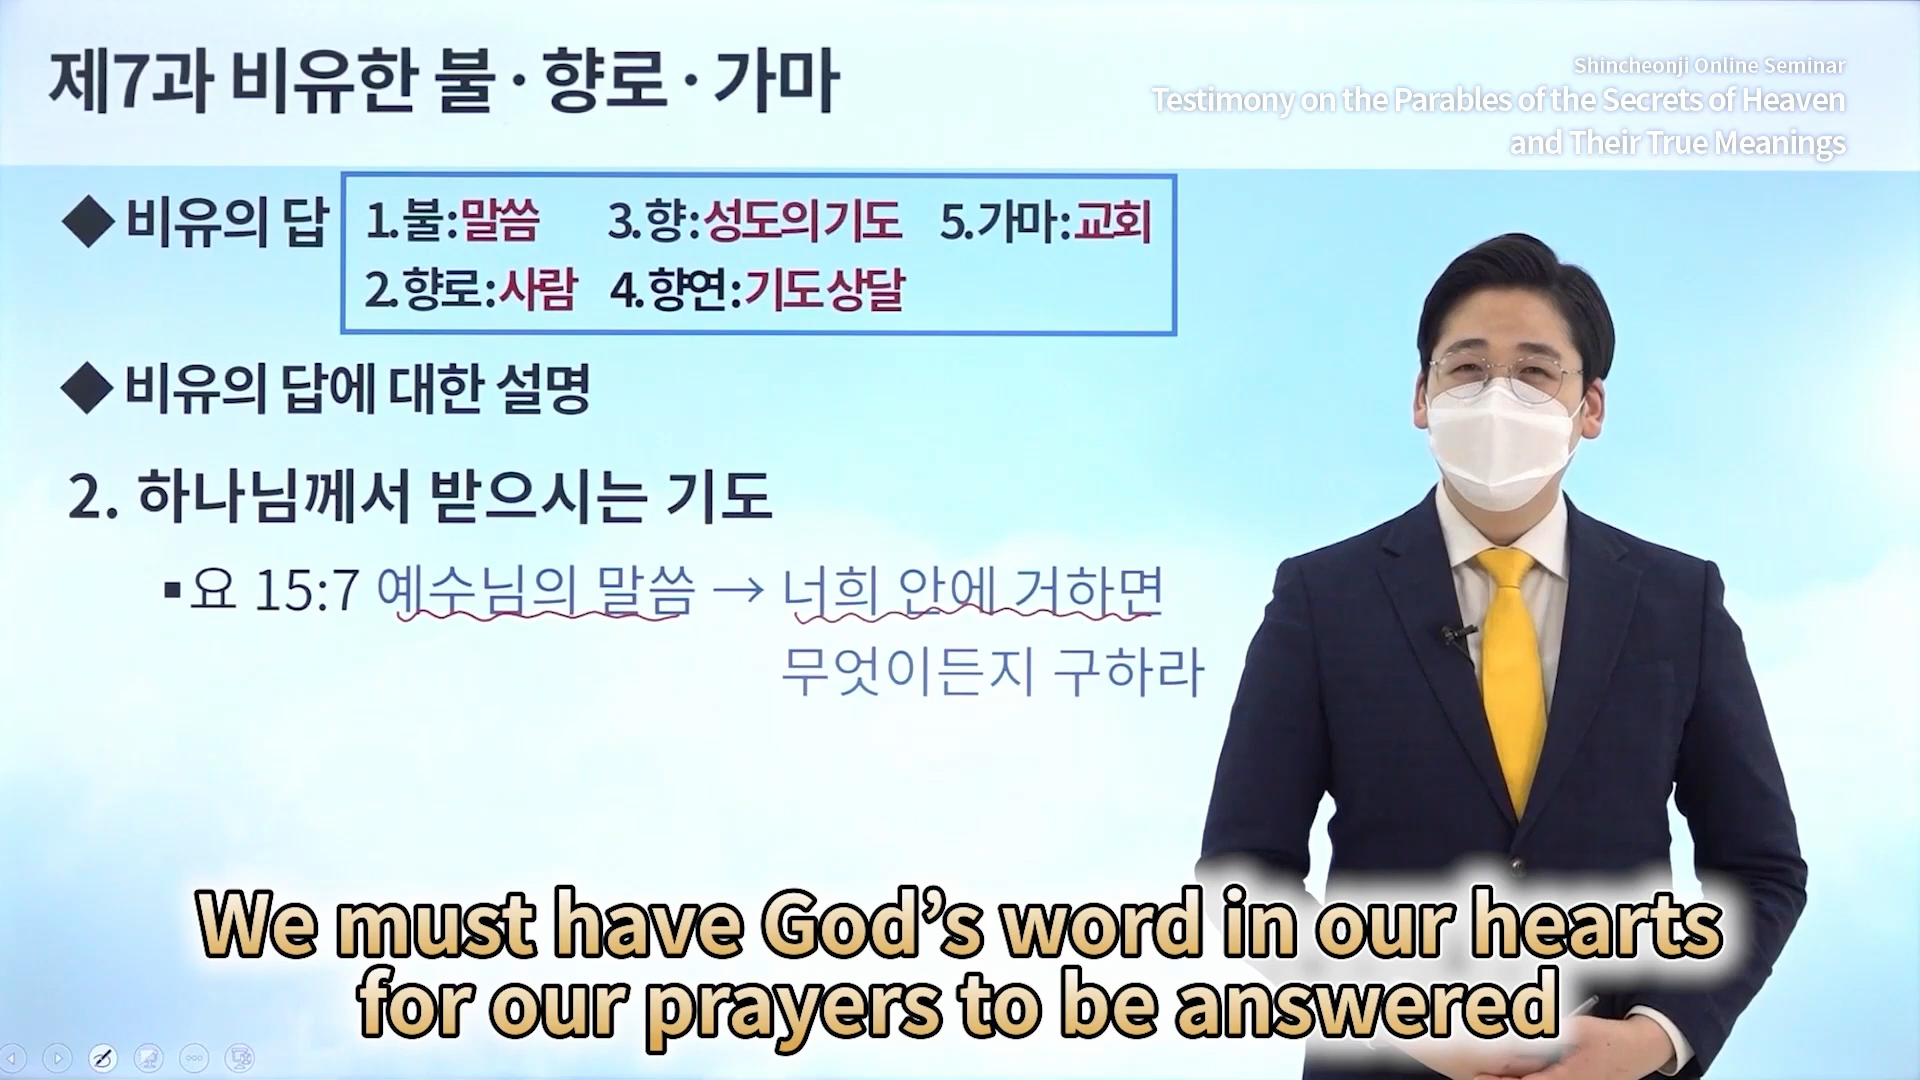 제7과 비유한 불·향로·가마
Shincheonji Online Seminar
Testimony on the Parables of the Secrets of Heaven
and Their True Meanings
◆ 비유의 답
1. 불: 말씀 3. 향: 성도의 기도 5. 가마: 교회
2. 향로: 사람 4. 향연: 기도 상달
◆ 비유의 답에 대한 설명
2. 하나님께서 받으시는 기도
▪요 15:7 예수님의 말씀 → 너희 안에 거하면
무엇이든지 구하라
We must have God’s word in our hearts
for our prayers to be answered